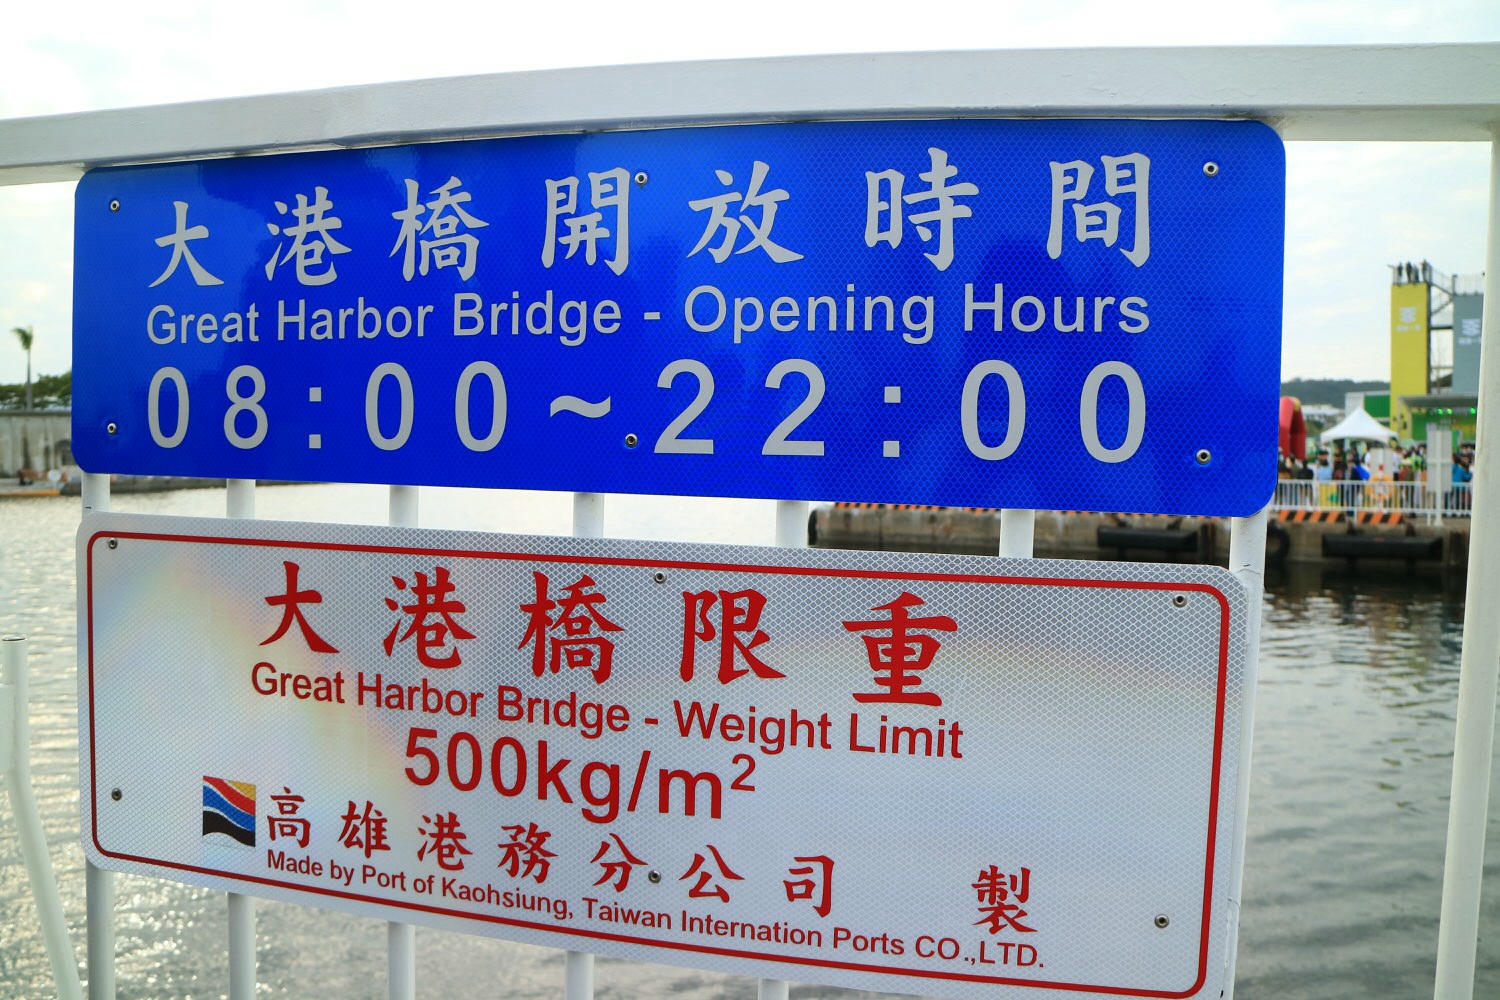 大港橋開放時間
Great Harbor Bridge - Opening Hours
08:00~22:00
大港橋限重
Great Harbor Bridge - Weight Limit
500kg/m²
高雄港務分公司 製
Made by Port of Kaohsiung, Taiwan Internation Ports CO.,LTD.